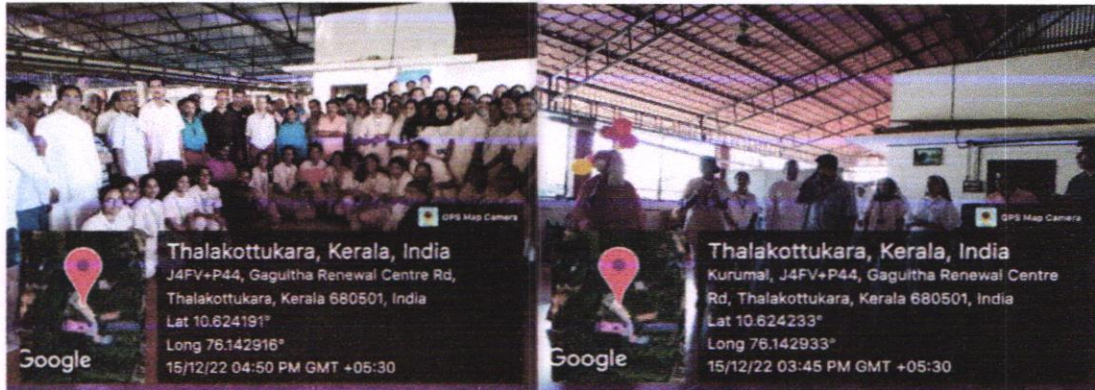 GPS Map Camera
Thalakottukara, Kerala, India
J4FV+P44, Gagultha Renewal Centre Rd,
Thalakottukara, Kerala 680501, India
Lat 10.624191°
Long 76.142916°
15/12/22 04:50 PM GMT +05:30
Google
GPS Map Camera
Thalakottukara, Kerala, India
Kurumal, J4FV+P44, Gagultha Renewal Centre
Rd, Thalakottukara, Kerala 680501, India
Lat 10.624233°
Long 76.142933°
15/12/22 03:45 PM GMT +05:30
Google